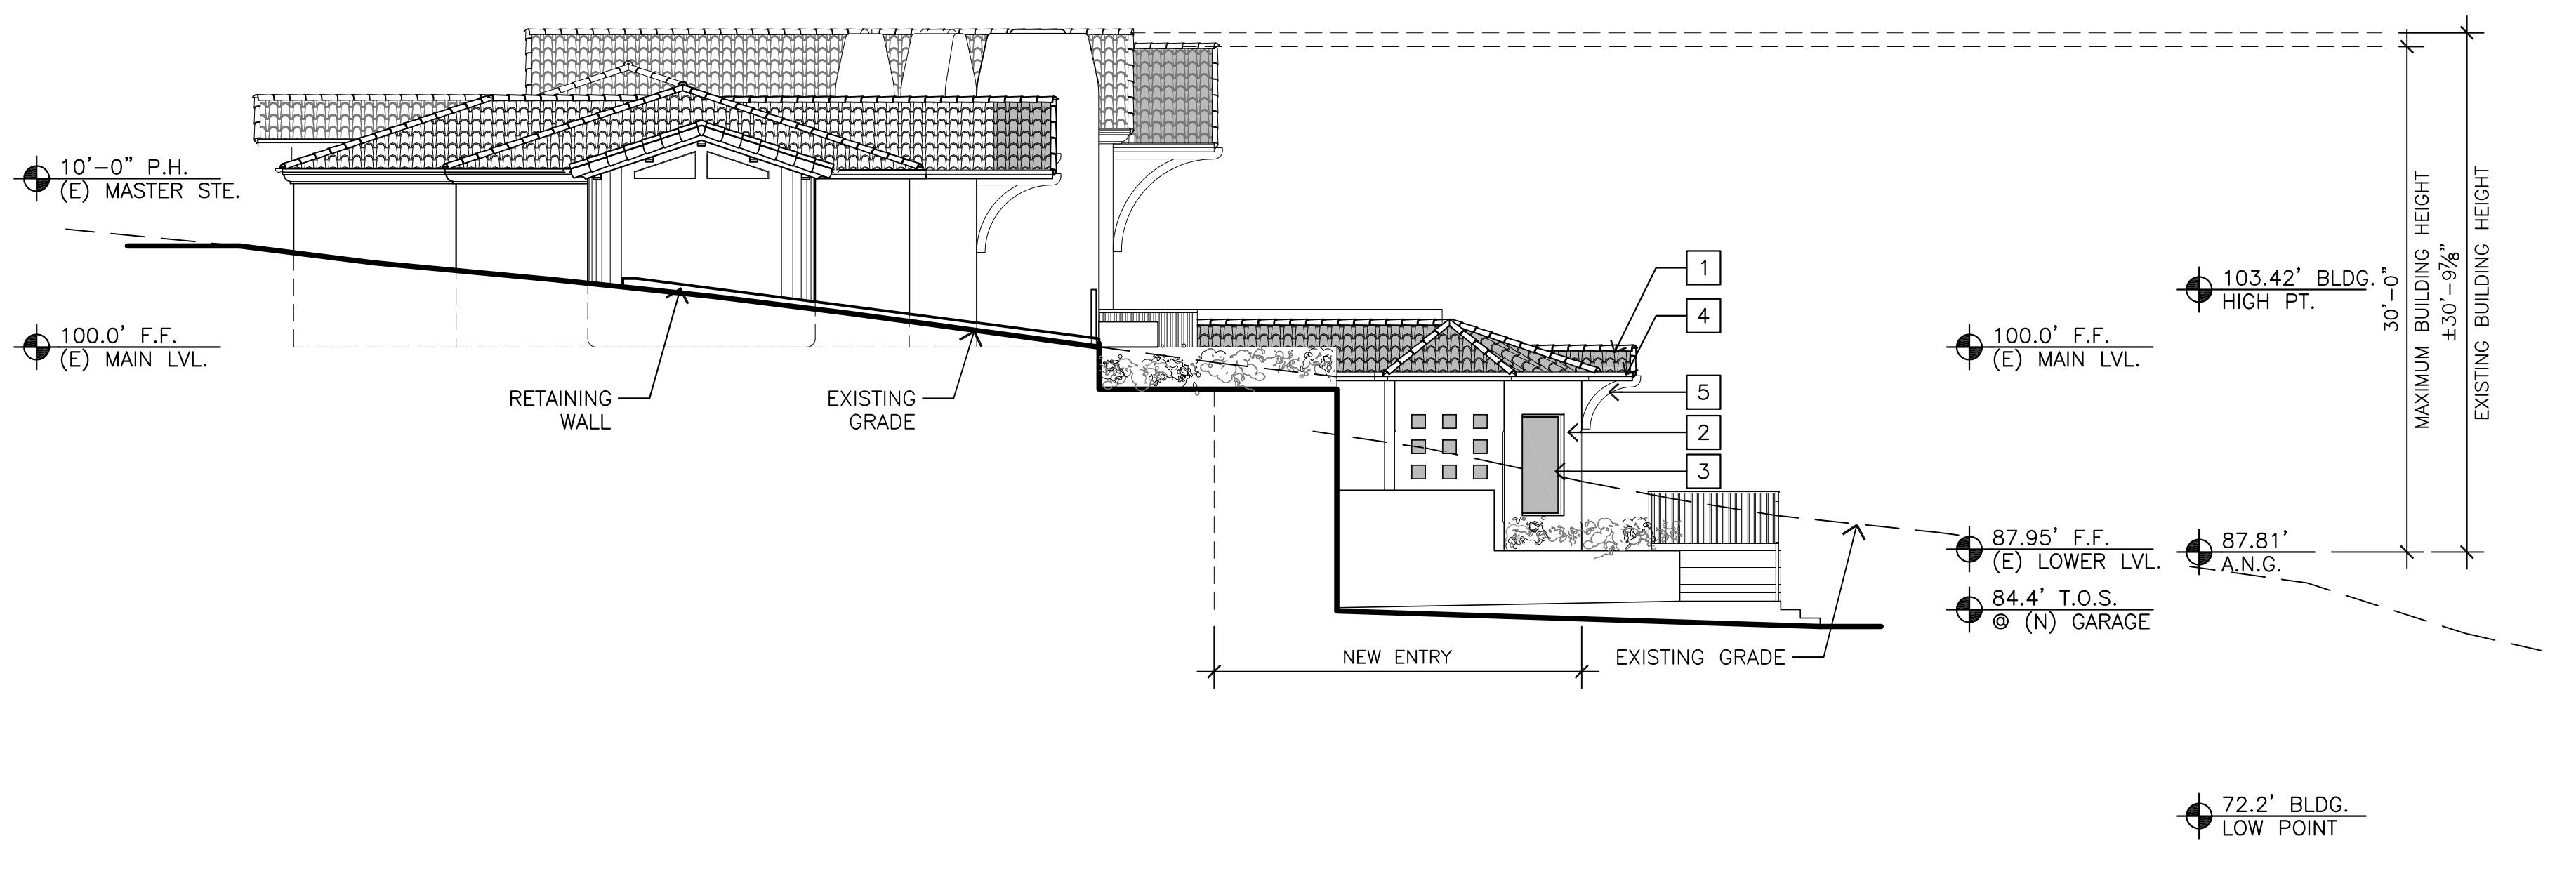 10'-0" P.H.
(E) MASTER STE.
100.0' F.F.
(E) MAIN LVL.
RETAINING
WALL
EXISTING
GRADE
1
4
5
2
3
NEW ENTRY
EXISTING GRADE
100.0' F.F.
(E) MAIN LVL.
87.95' F.F.
(E) LOWER LVL.
84.4' T.O.S.
@ (N) GARAGE
103.42' BLDG.
HIGH PT.
87.81'
A.N.G.
72.2' BLDG.
LOW POINT
30'-0"
MAXIMUM BUILDING HEIGHT
±30'-9⅞"
EXISTING BUILDING HEIGHT